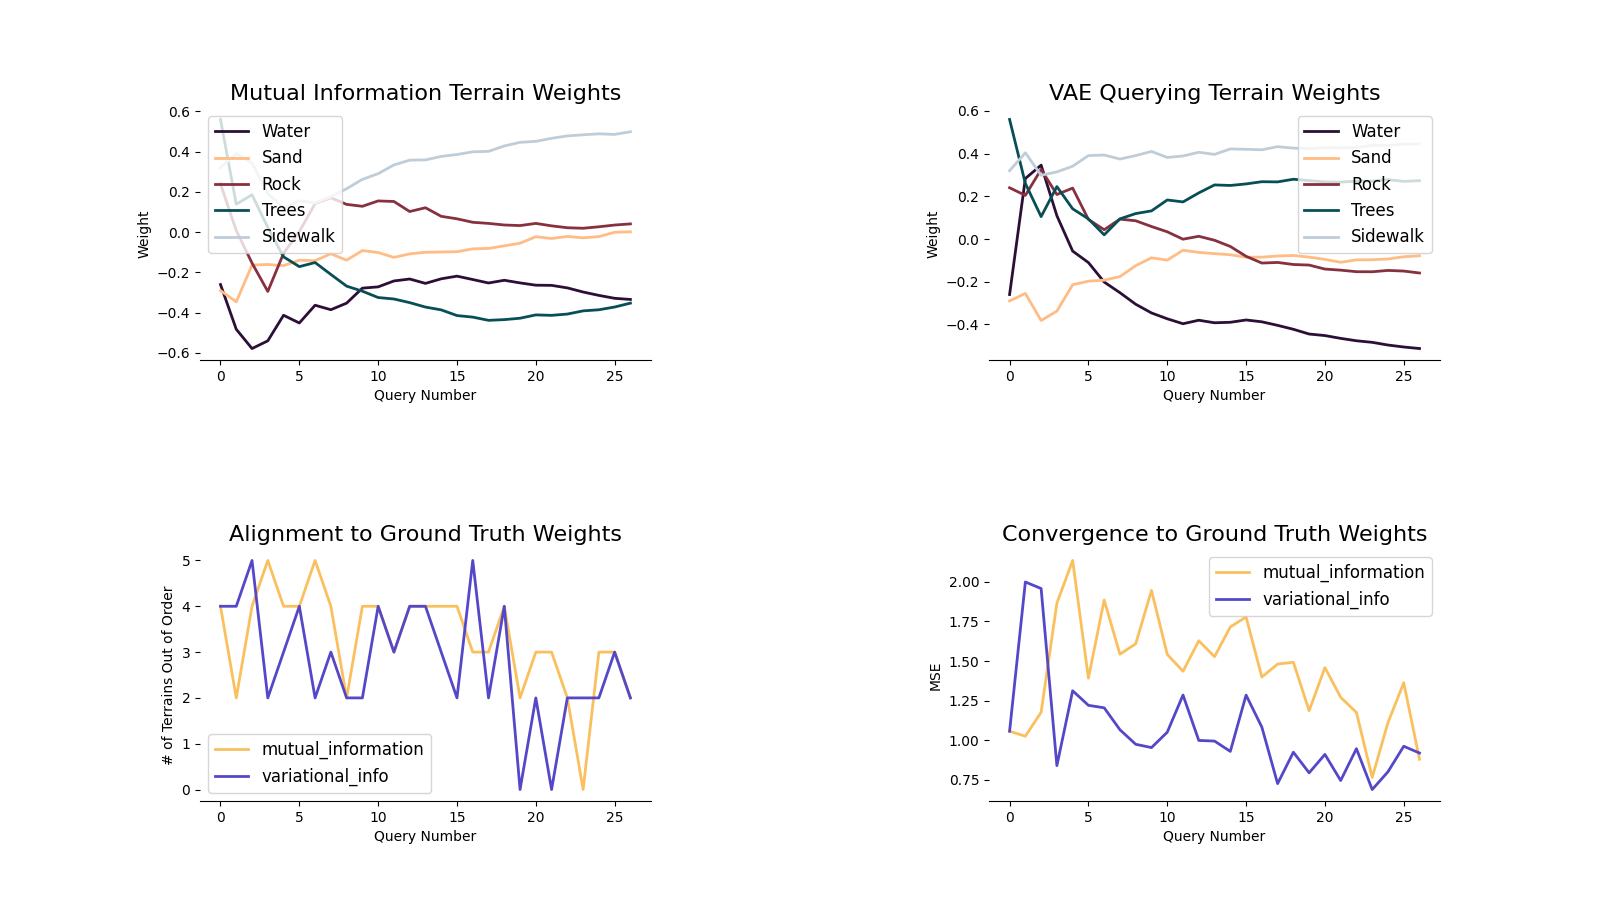 Mutual Information Terrain Weights
0.6
0.4
0.2
0.0
−0.2
−0.4
−0.6
Weight
Water
Sand
Rock
Trees
Sidewalk
0 5 10 15 20 25
Query Number
VAE Querying Terrain Weights
0.6
0.4
0.2
0.0
−0.2
−0.4
Weight
Water
Sand
Rock
Trees
Sidewalk
0 5 10 15 20 25
Query Number
Alignment to Ground Truth Weights
5
4
3
2
1
0
# of Terrains Out of Order
mutual_information
variational_info
0 5 10 15 20 25
Query Number
Convergence to Ground Truth Weights
2.00
1.75
1.50
1.25
1.00
0.75
MSE
mutual_information
variational_info
0 5 10 15 20 25
Query Number